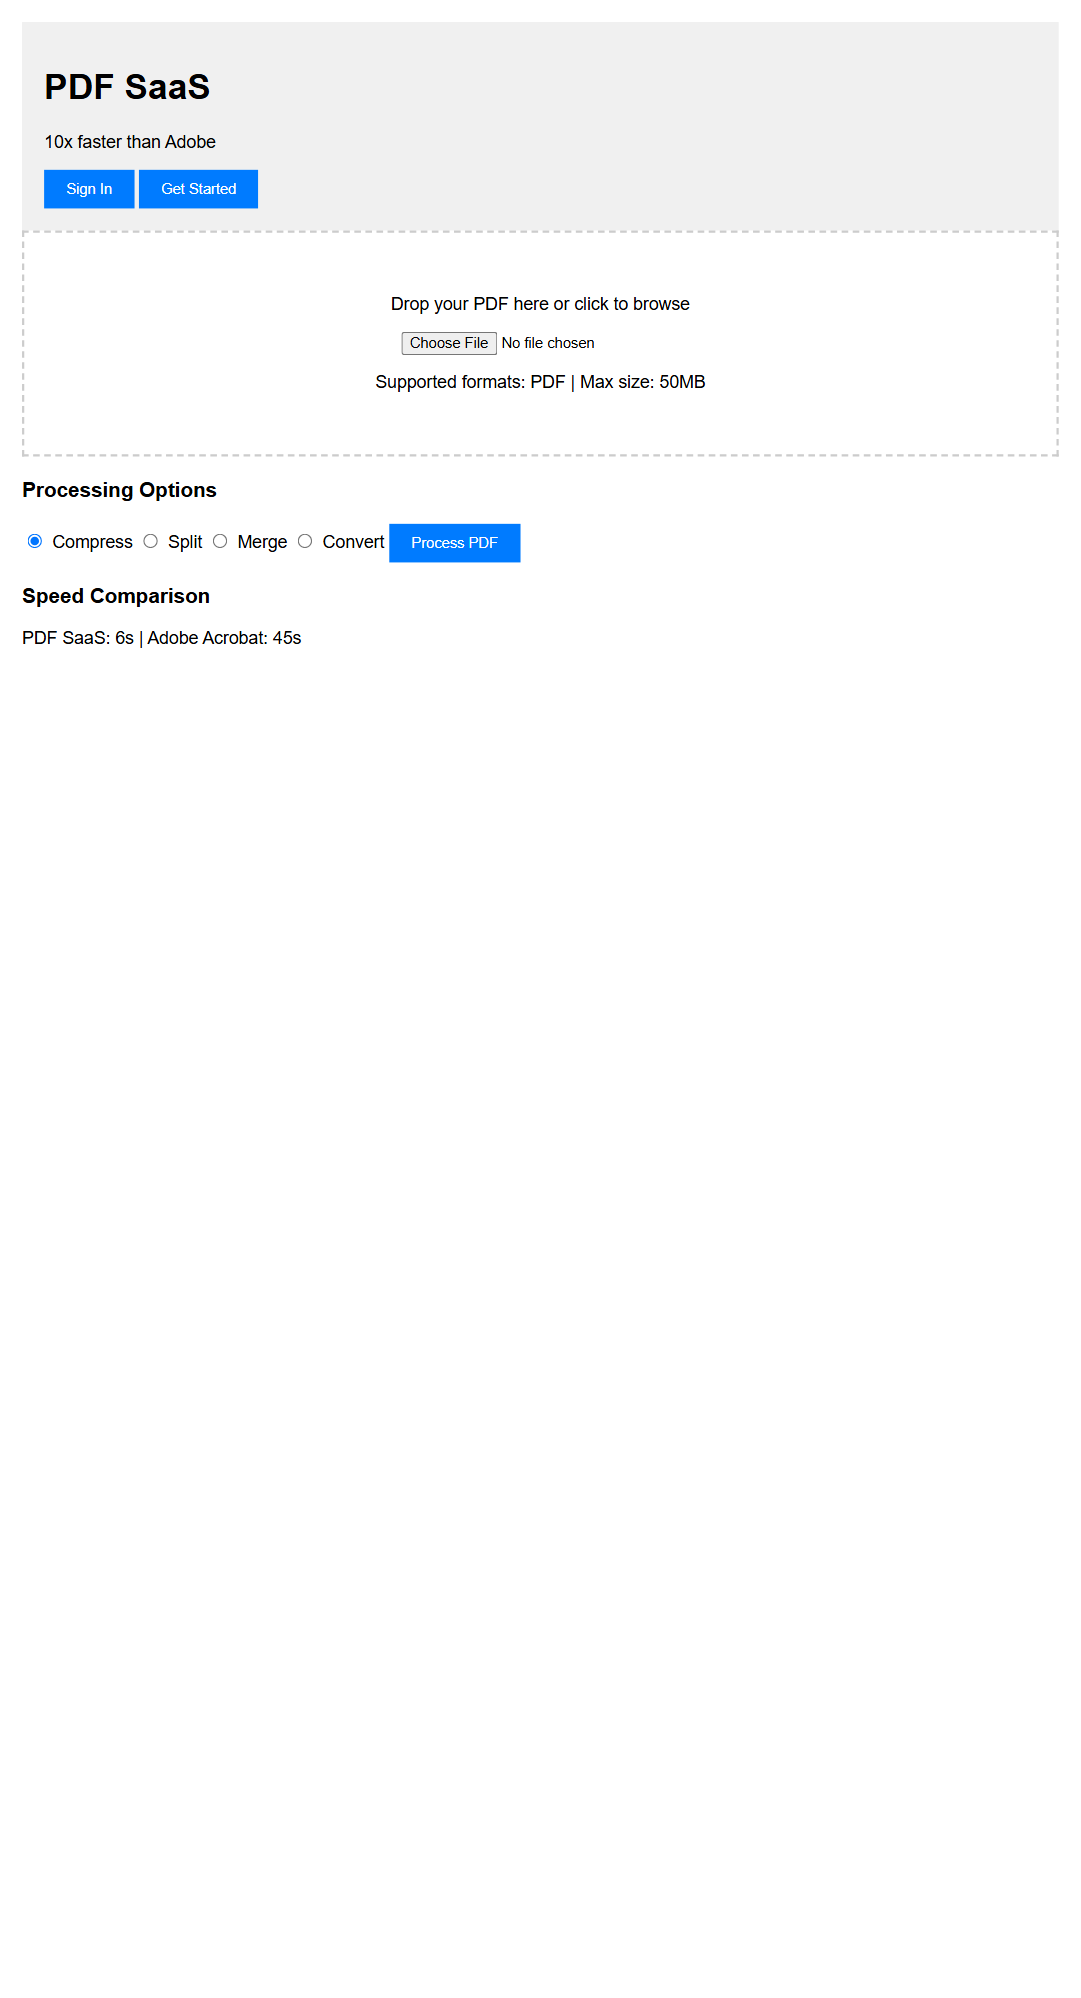 PDF SaaS
10x faster than Adobe
Sign In Get Started
Drop your PDF here or click to browse
Choose File No file chosen
Supported formats: PDF | Max size: 50MB
Processing Options
Compress Split Merge Convert Process PDF
Speed Comparison
PDF SaaS: 6s | Adobe Acrobat: 45s